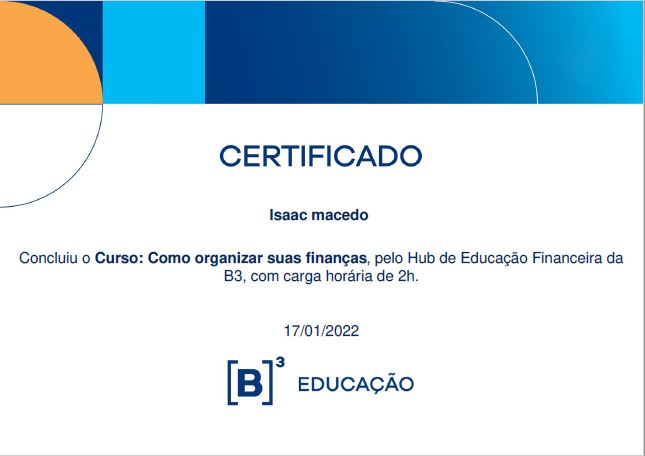 CERTIFICADO
Isaac macedo
Concluiu o Curso: Como organizar suas finanças, pelo Hub de Educação Financeira da
B3, com carga horária de 2h.
17/01/2022
[B]³ EDUCAÇÃO